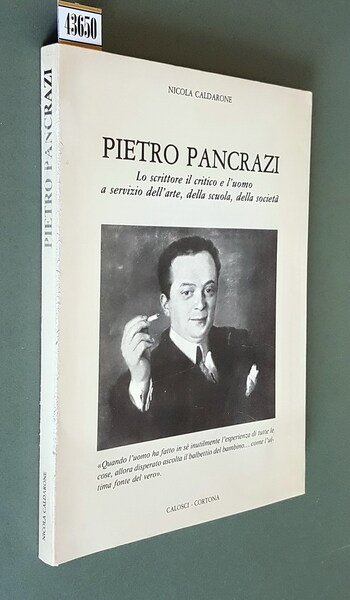 43650
NICOLA CALDARONE
PIETRO PANCRAZI
Lo scrittore il critico e l'uomo
a servizio dell'arte, della scuola, della società
«Quando l'uomo ha fatto in sé inutilmente l'esperienza di tutte le
cose, allora disperato ascolta il balbettio del bambino... come l'ul-
tima fonte del vero».
CALOSCI - CORTONA
PIETRO PANCRAZI
NICOLA CALDARONE